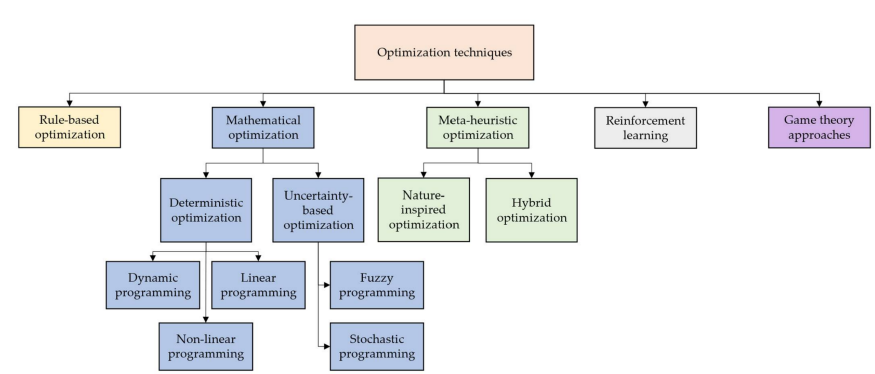 Optimization techniques
Rule-based
optimization
Mathematical
optimization
Meta-heuristic
optimization
Reinforcement
learning
Game theory
approaches
Deterministic
optimization
Uncertainty-
based
optimization
Nature-
inspired
optimization
Hybrid
optimization
Dynamic
programming
Linear
programming
Fuzzy
programming
Non-linear
programming
Stochastic
programming